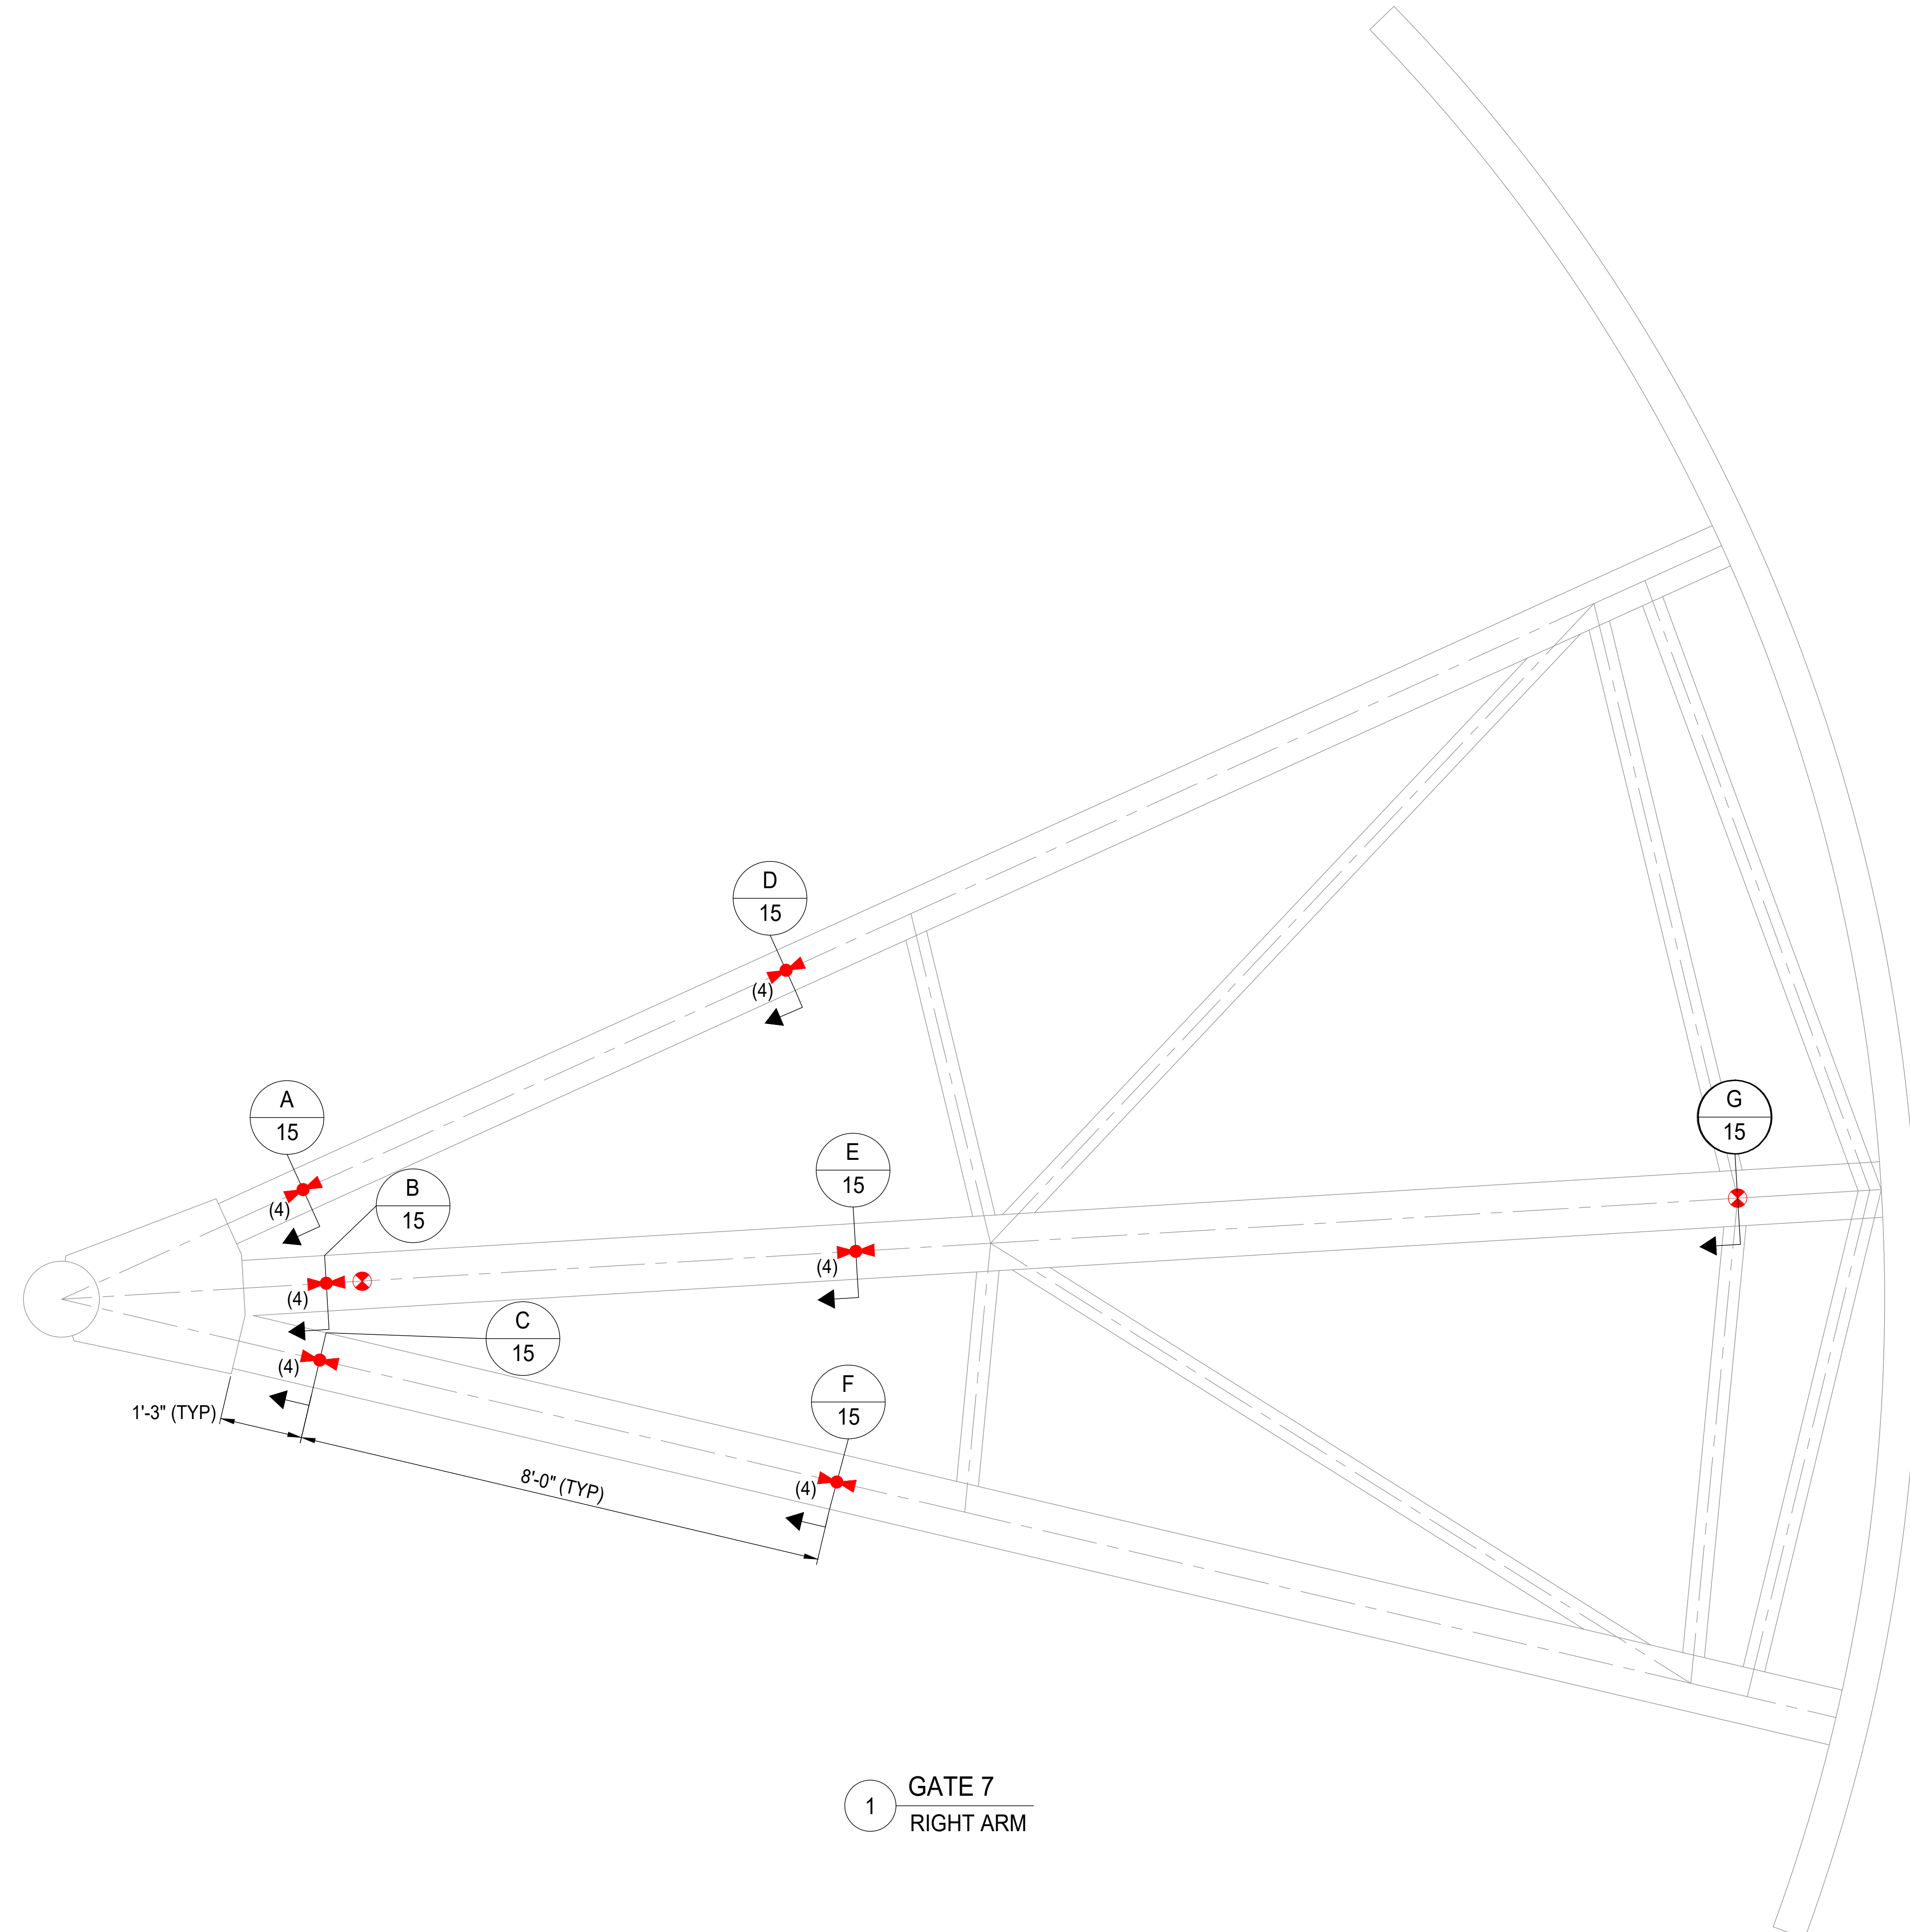 D
15
(4)
A
15
(4)
B
15
(4)
E
15
(4)
G
15
C
15
(4)
F
15
(4)
1'-3" (TYP)
8'-0" (TYP)
1
GATE 7
RIGHT ARM